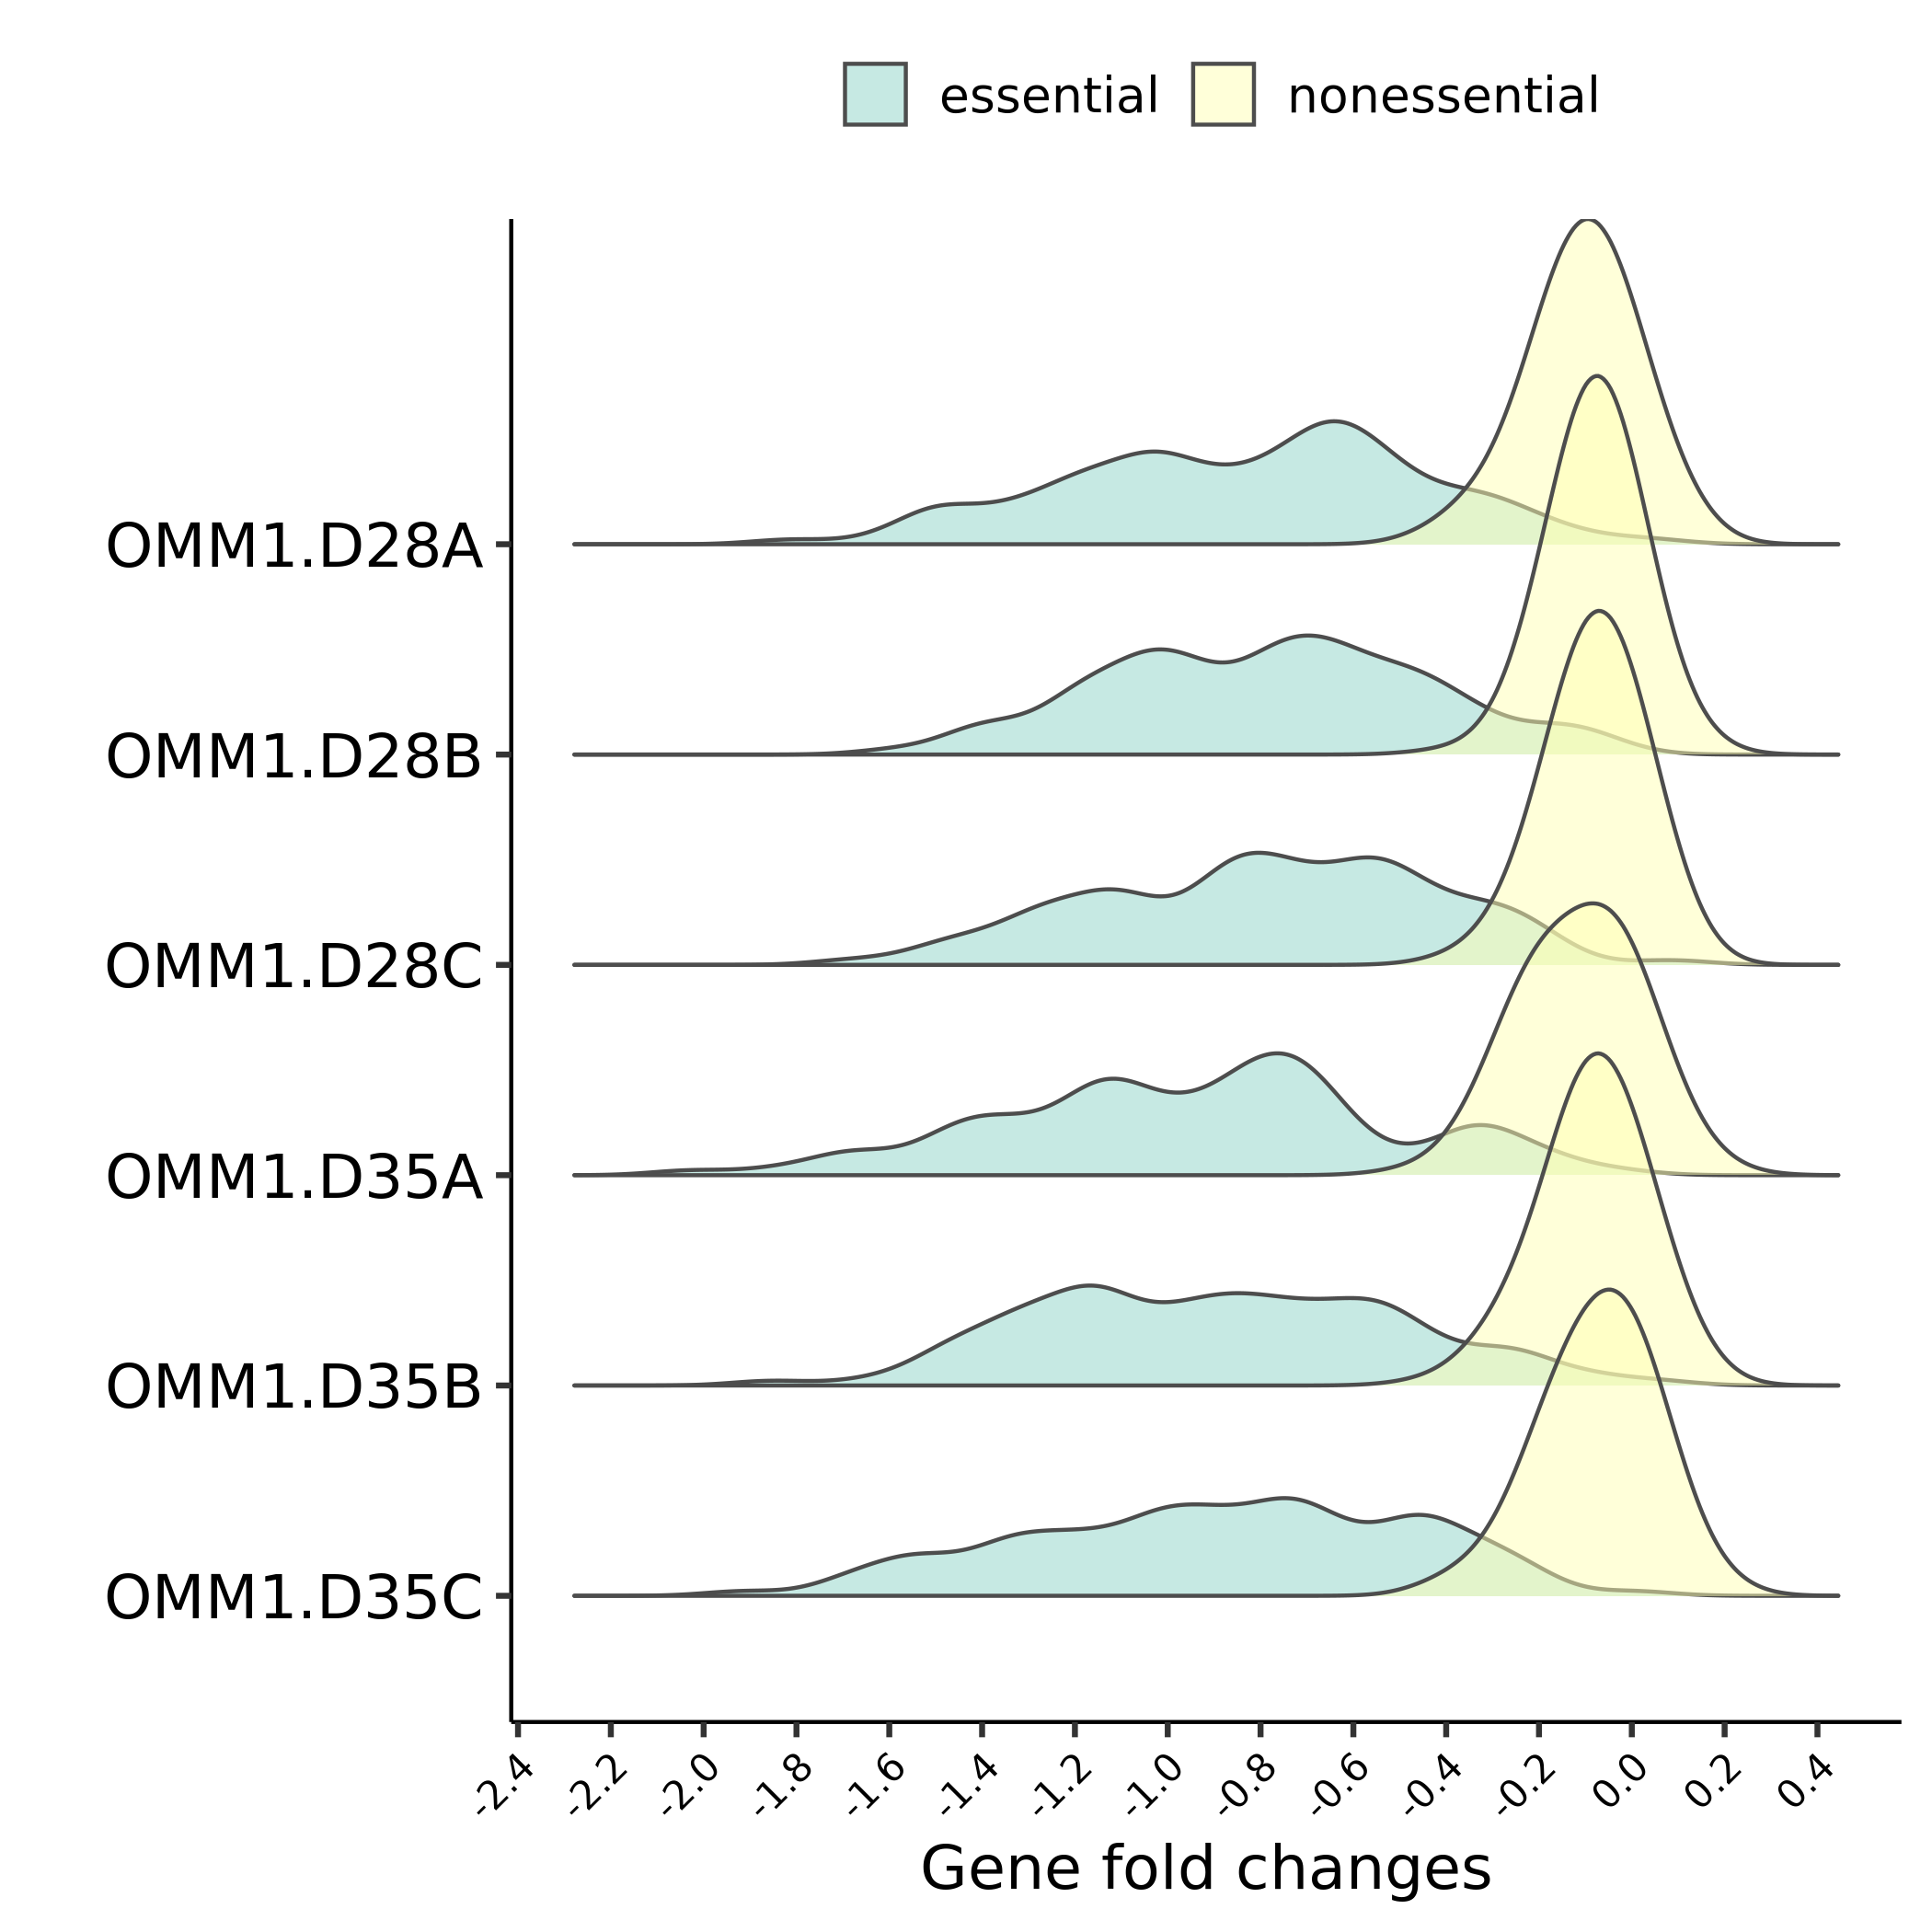 essential nonessential
OMM1.D28A
OMM1.D28B
OMM1.D28C
OMM1.D35A
OMM1.D35B
OMM1.D35C
-2.4 -2.2 -2.0 -1.8 -1.6 -1.4 -1.2 -1.0 -0.8 -0.6 -0.4 -0.2 0.0 0.2 0.4
Gene fold changes